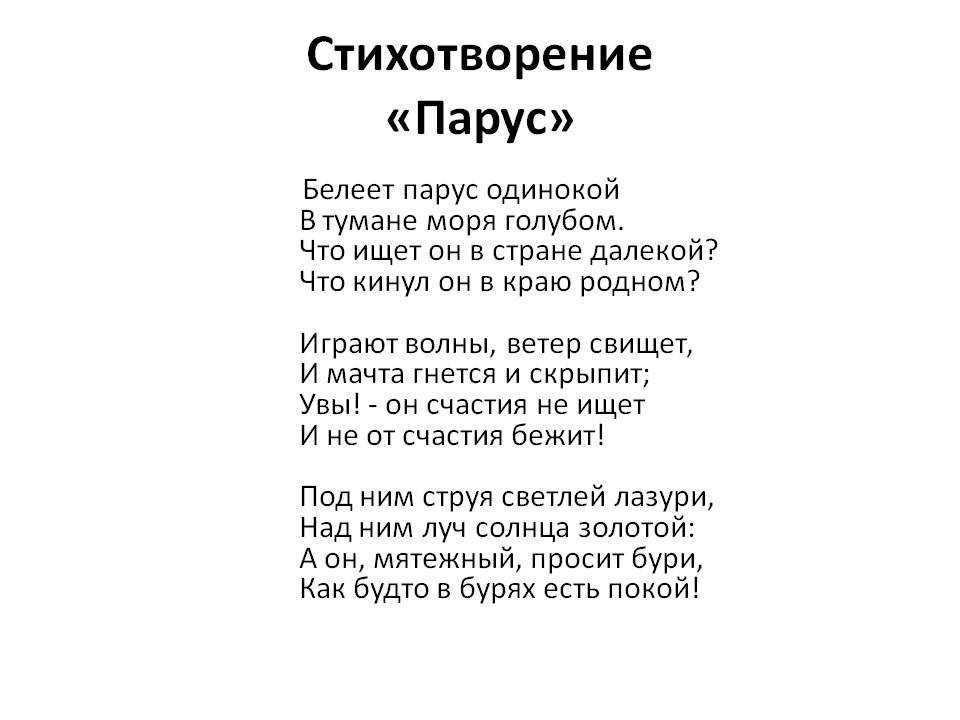 Стихотворение
«Парус»
Белеет парус одинокой
В тумане моря голубом.
Что ищет он в стране далекой?
Что кинул он в краю родном?
Играют волны, ветер свищет,
И мачта гнется и скрыпит;
Увы! - он счастия не ищет
И не от счастия бежит!
Под ним струя светлей лазури,
Над ним луч солнца золотой:
А он, мятежный, просит бури,
Как будто в бурях есть покой!